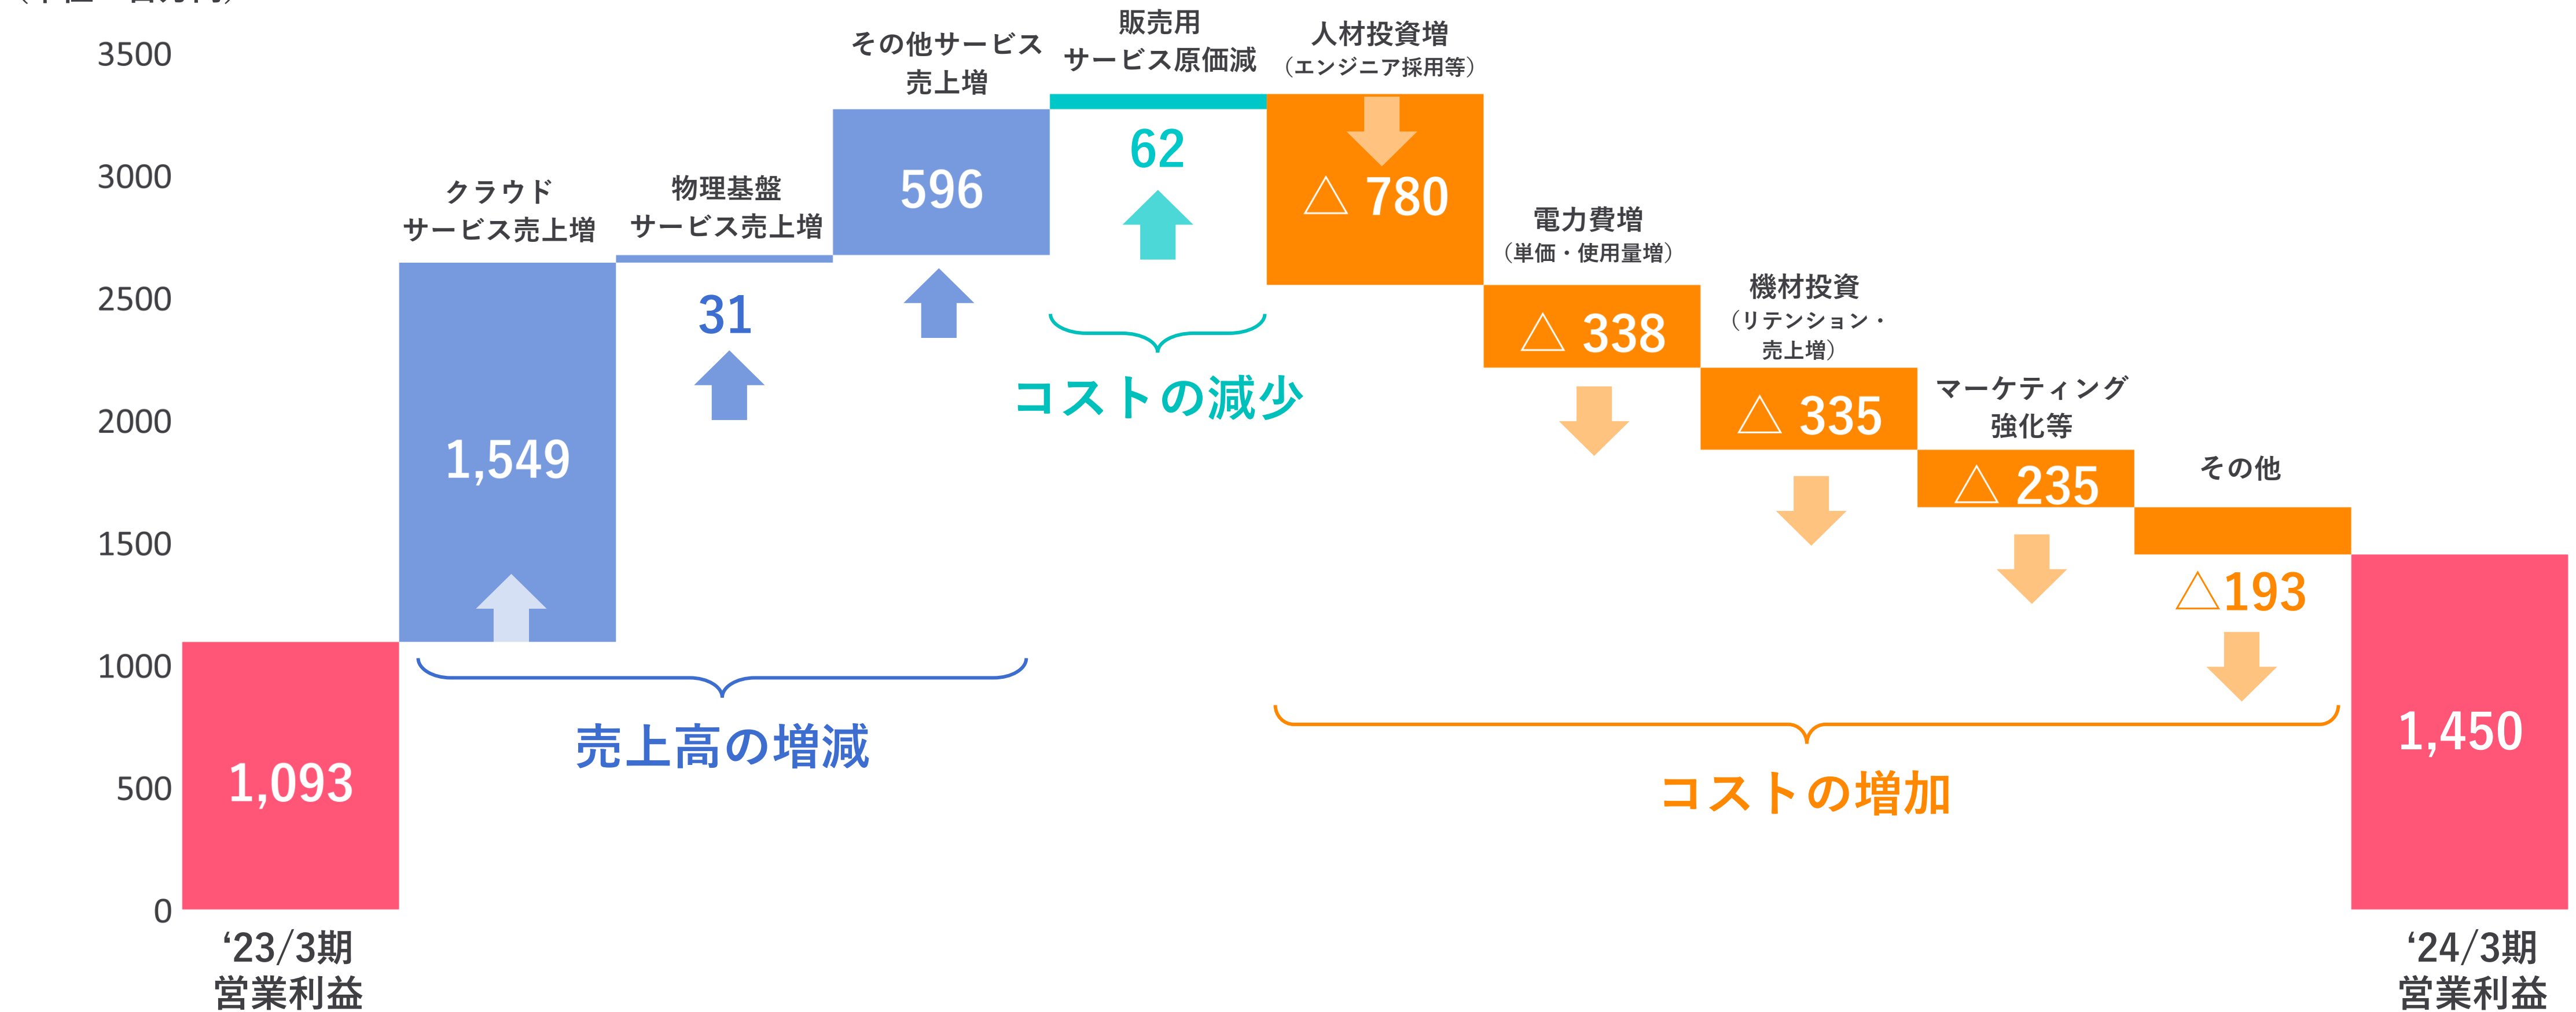 3500
3000
2500
2000
1500
1000
500
0
‘23/3期
営業利益
1,093
クラウド
サービス売上増
1,549
物理基盤
サービス売上増
31
その他サービス
売上増
596
売上高の増減
販売用
サービス原価減
62
コストの減少
人材投資増
（エンジニア採用等）
△ 780
電力費増
（単価・使用量増）
△ 338
機材投資
（リテンション・
売上増）
△ 335
マーケティング
強化等
△ 235
その他
△193
コストの増加
1,450
‘24/3期
営業利益